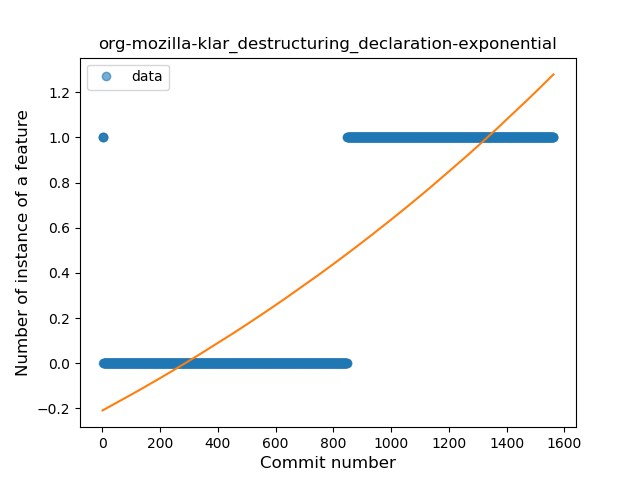 org-mozilla-klar_destructuring_declaration-exponential
data
Number of instance of a feature
1.2
1.0
0.8
0.6
0.4
0.2
0.0
−0.2
0 200 400 600 800 1000 1200 1400 1600
Commit number